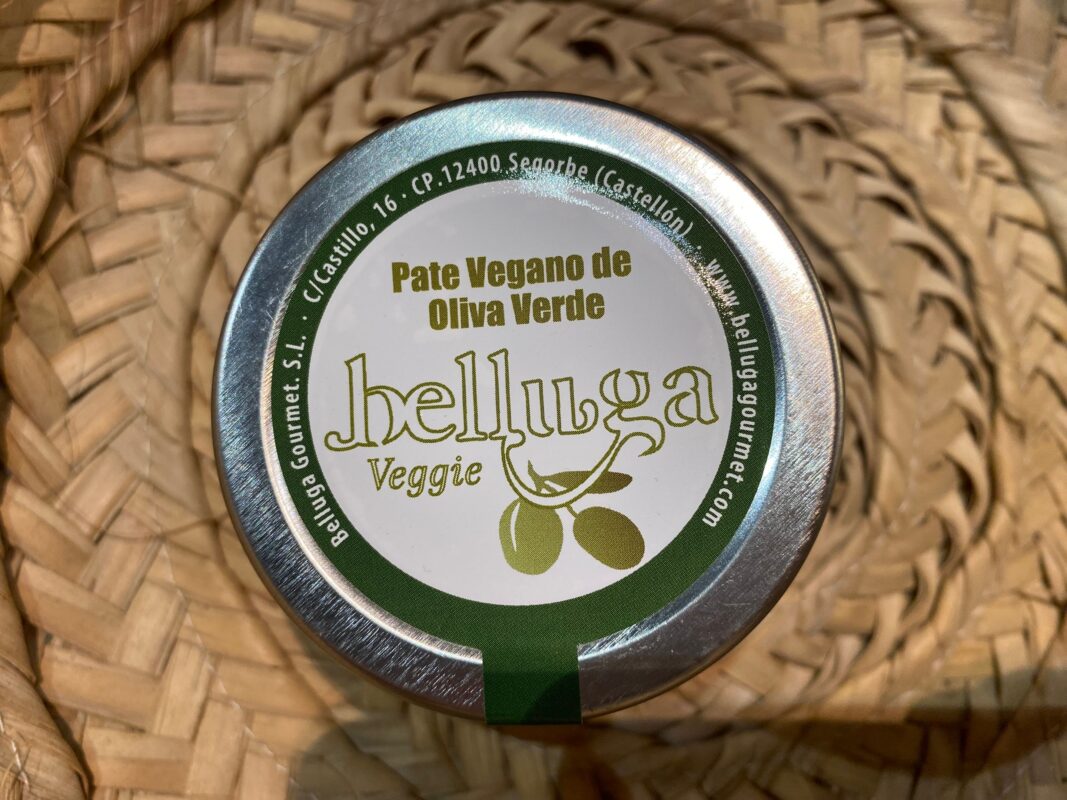 Belluga Gourmet. S.L. · C/Castillo, 16 · CP.12400 Segorbe (Castellón) · www.bellugagourmet.com
Pate Vegano de
Oliva Verde
belluga
Veggie